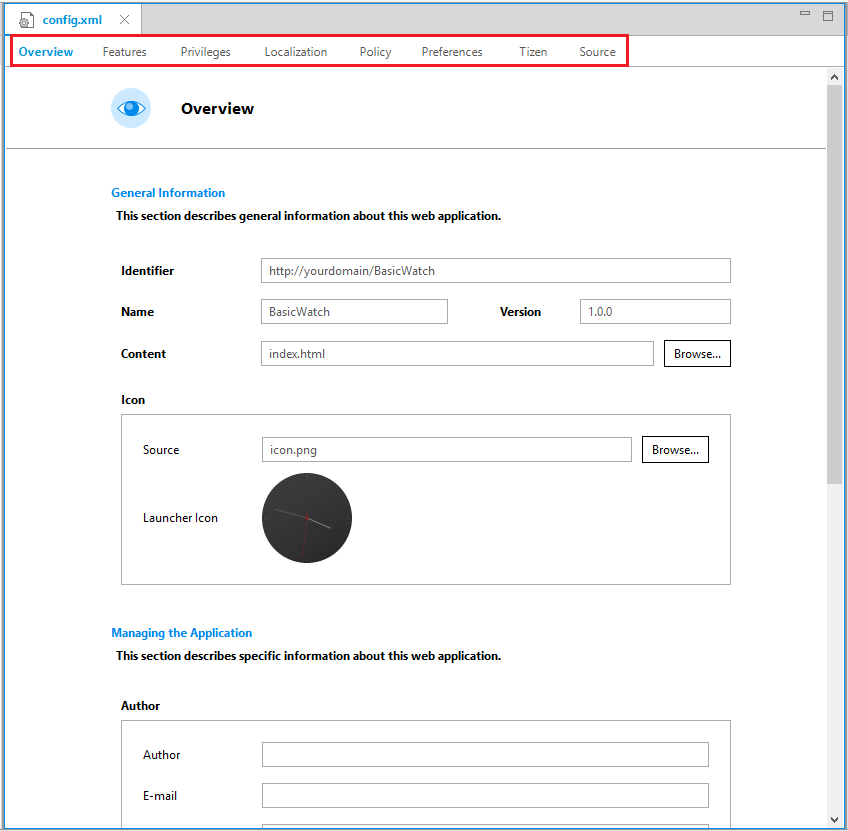 config.xml
Overview Features Privileges Localization Policy Preferences Tizen Source
Overview
General Information
This section describes general information about this web application.
Identifier http://yourdomain/BasicWatch
Name BasicWatch Version 1.0.0
Content index.html Browse...
Icon
Source icon.png Browse...
Launcher Icon
Managing the Application
This section describes specific information about this web application.
Author
Author
E-mail